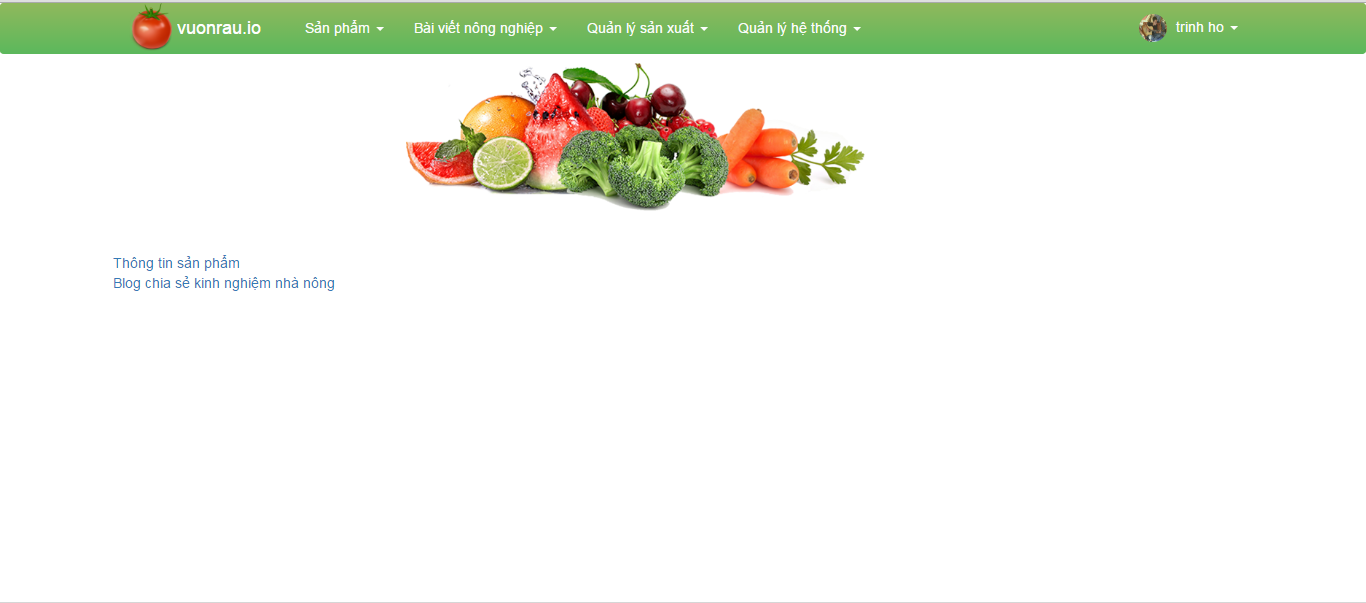 vuonrau.io Sản phẩm Bài viết nông nghiệp Quản lý sản xuất Quản lý hệ thống trinh ho
Thông tin sản phẩm
Blog chia sẻ kinh nghiệm nhà nông